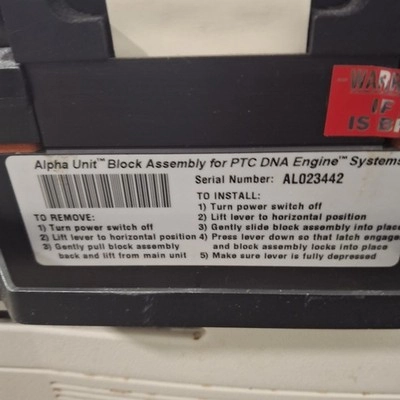 WARN
IF
IS B
Alpha Unit™ Block Assembly for PTC DNA Engine™ Systems
Serial Number: AL023442
TO REMOVE:
1) Turn power switch off
2) Lift lever to horizontal position
3) Gently pull block assembly
back and lift from main unit
TO INSTALL:
1) Turn power switch off
2) Lift lever to horizontal position
3) Gently slide block assembly into place
4) Press lever down so that latch engages
and block assembly locks into place
5) Make sure lever is fully depressed